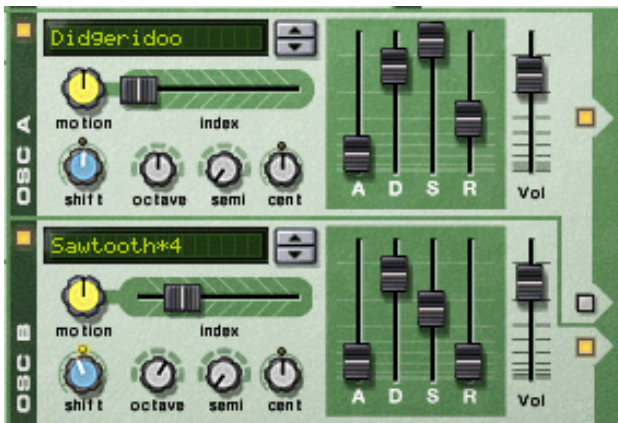 Didgeridoo
motion
index
OSC A
shift octave semi cent
A D S R
Vol
Sawtooth*4
motion
index
OSC B
shift octave semi cent
A D S R
Vol